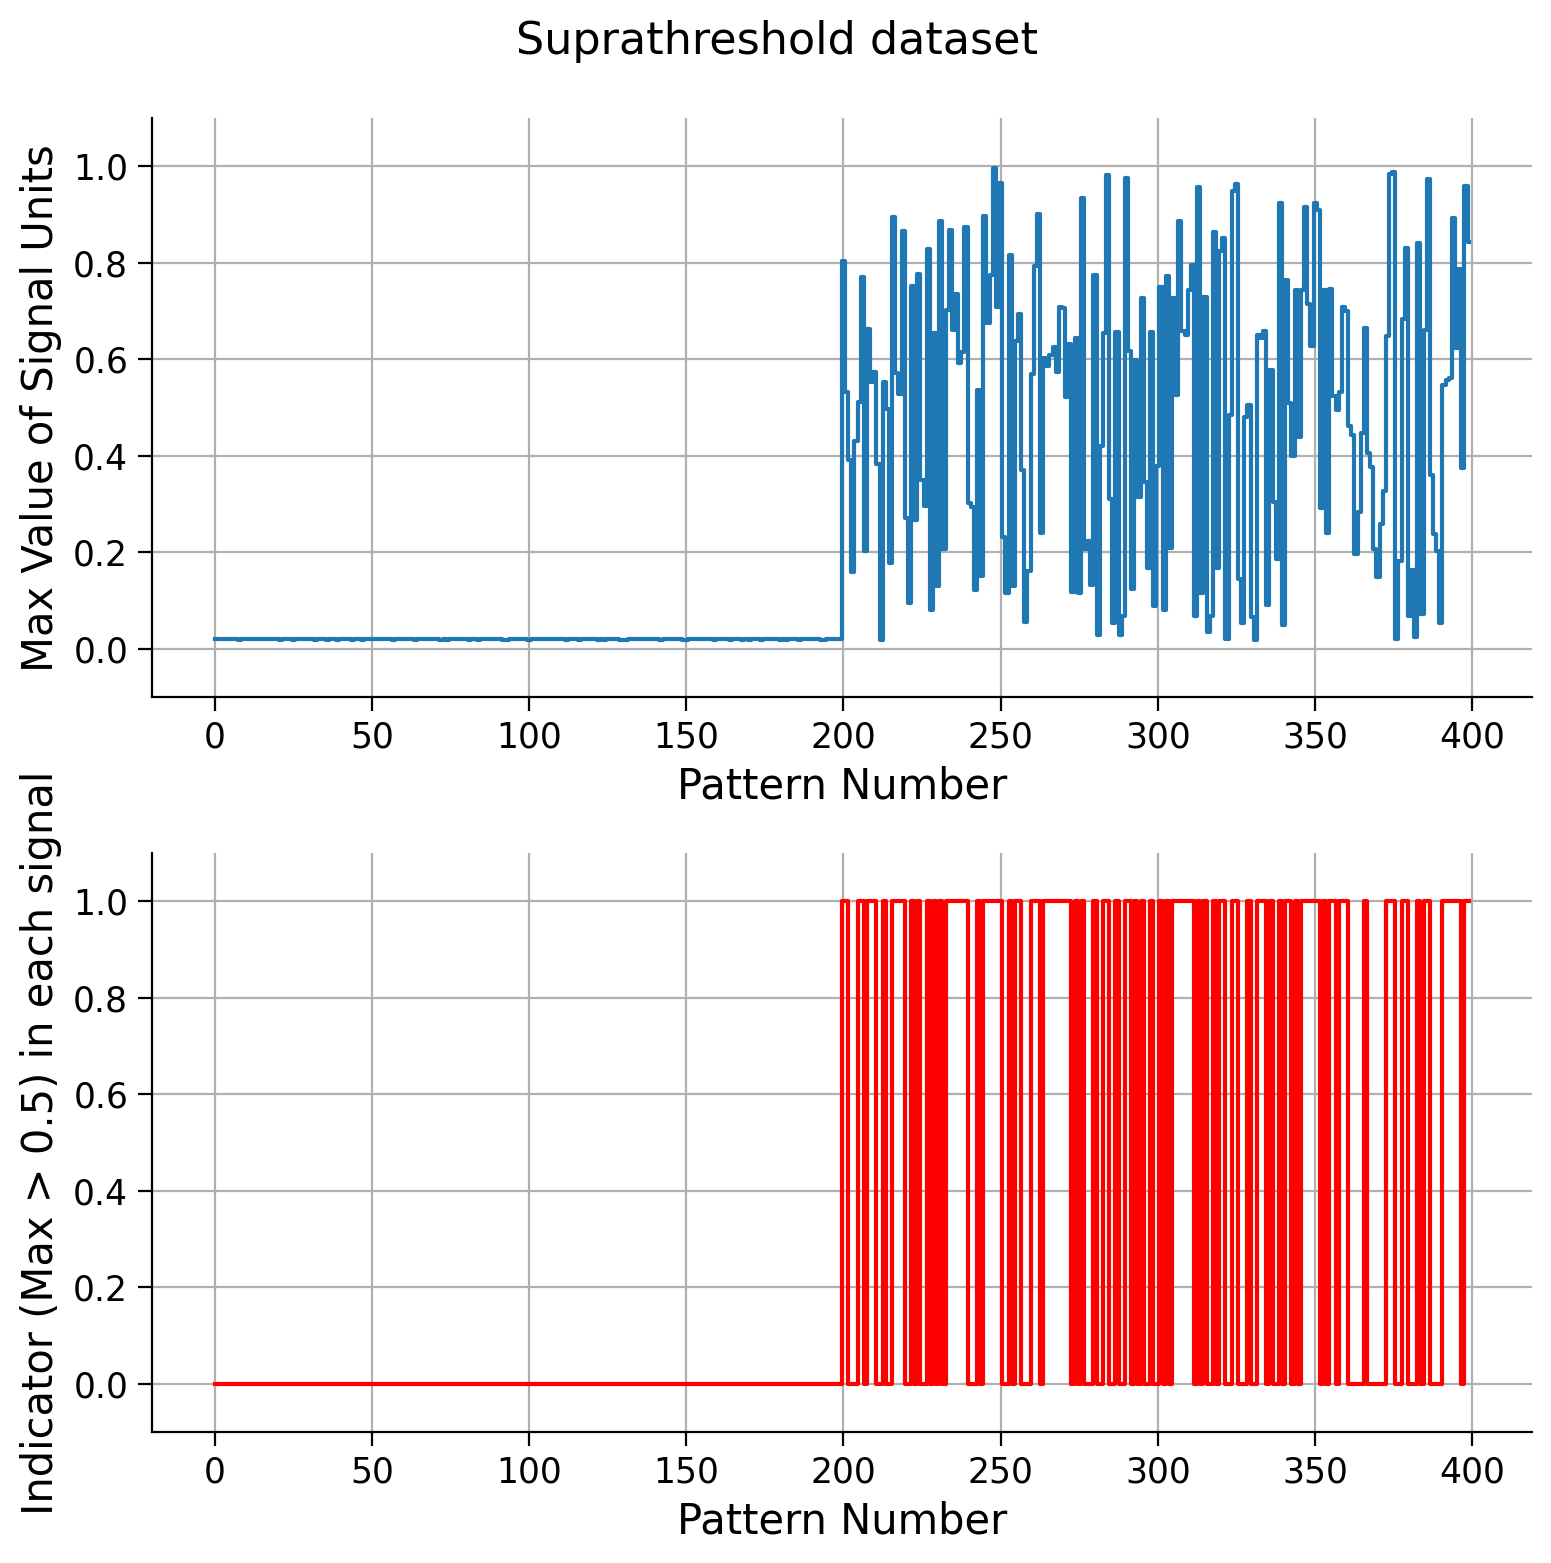 Suprathreshold dataset
Max Value of Signal Units
1.0
0.8
0.6
0.4
0.2
0.0
0 50 100 150 200 250 300 350 400
Pattern Number
Indicator (Max > 0.5) in each signal
1.0
0.8
0.6
0.4
0.2
0.0
0 50 100 150 200 250 300 350 400
Pattern Number